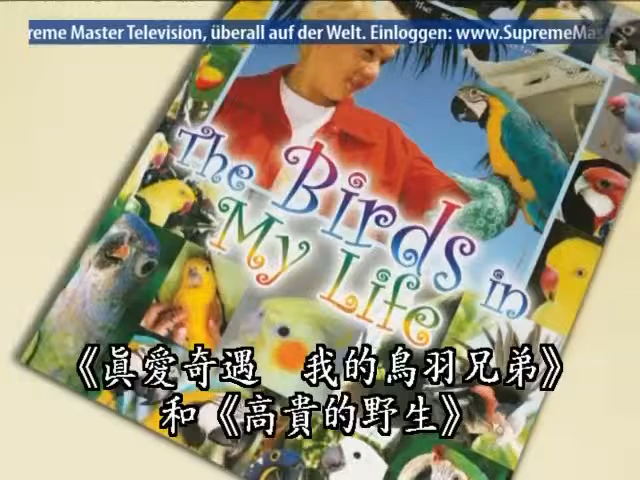 reme Master Television, überall auf der Welt. Einloggen: www.SupremeMas
The Birds in
My Life
《真愛奇遇 我的鳥羽兄弟》
和《高貴的野生》